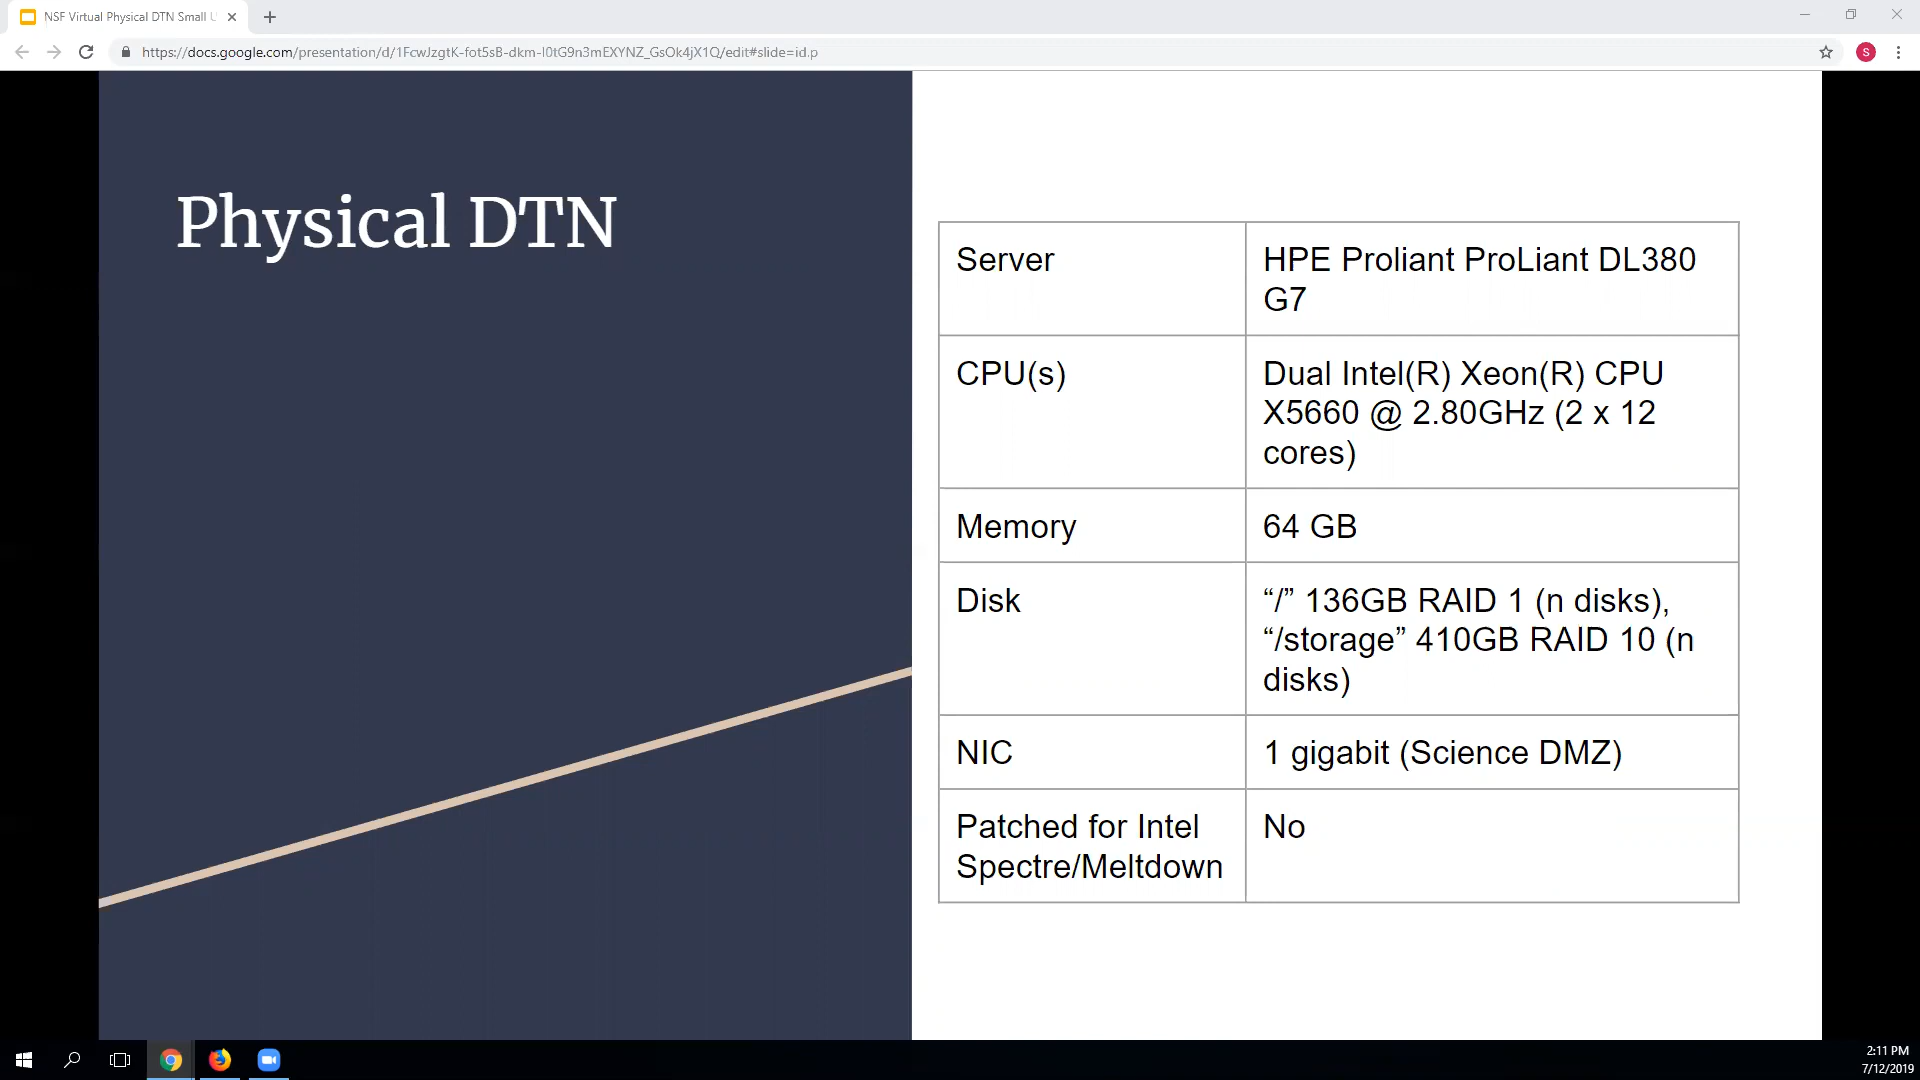 NSF Virtual Physical DTN Small U
https://docs.google.com/presentation/d/1FcwJzgtK-fot5sB-dkm-I0tG9n3mEXYNZ_GsOk4jX1Q/edit#slide=id.p
S
Physical DTN
Server
HPE Proliant ProLiant DL380
G7
CPU(s)
Dual Intel(R) Xeon(R) CPU
X5660 @ 2.80GHz (2 x 12
cores)
Memory
64 GB
Disk
“/” 136GB RAID 1 (n disks),
“/storage” 410GB RAID 10 (n
disks)
NIC
1 gigabit (Science DMZ)
Patched for Intel
Spectre/Meltdown
No
2:11 PM
7/12/2019